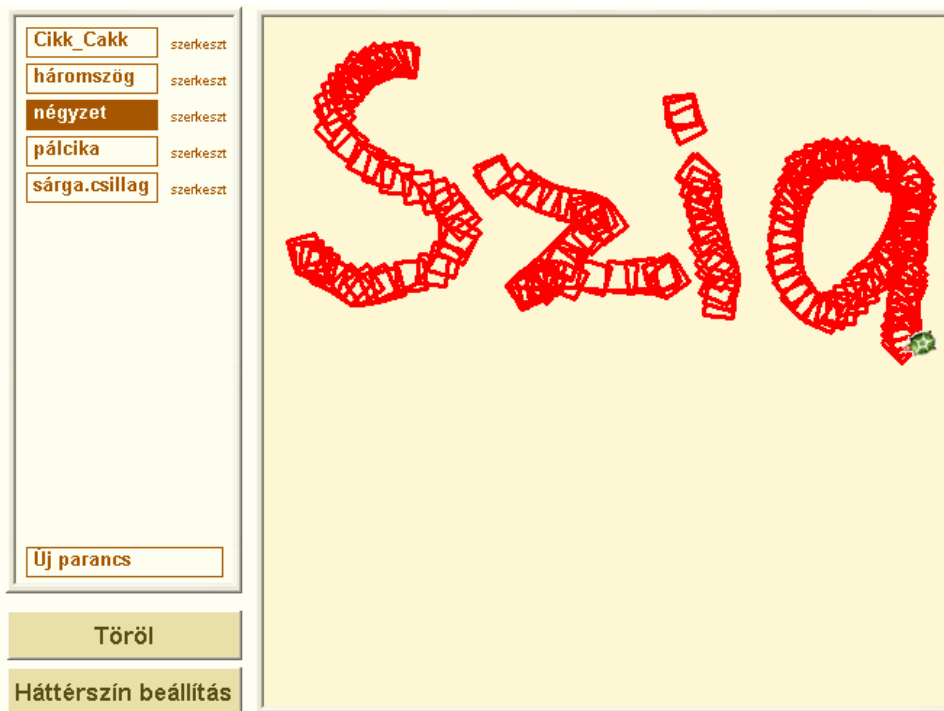 Cikk_Cakk szerkeszt
háromszög szerkeszt
négyzet szerkeszt
pálcika szerkeszt
sárga.csillag szerkeszt
Új parancs
Töröl
Háttérszín beállítás
Szia